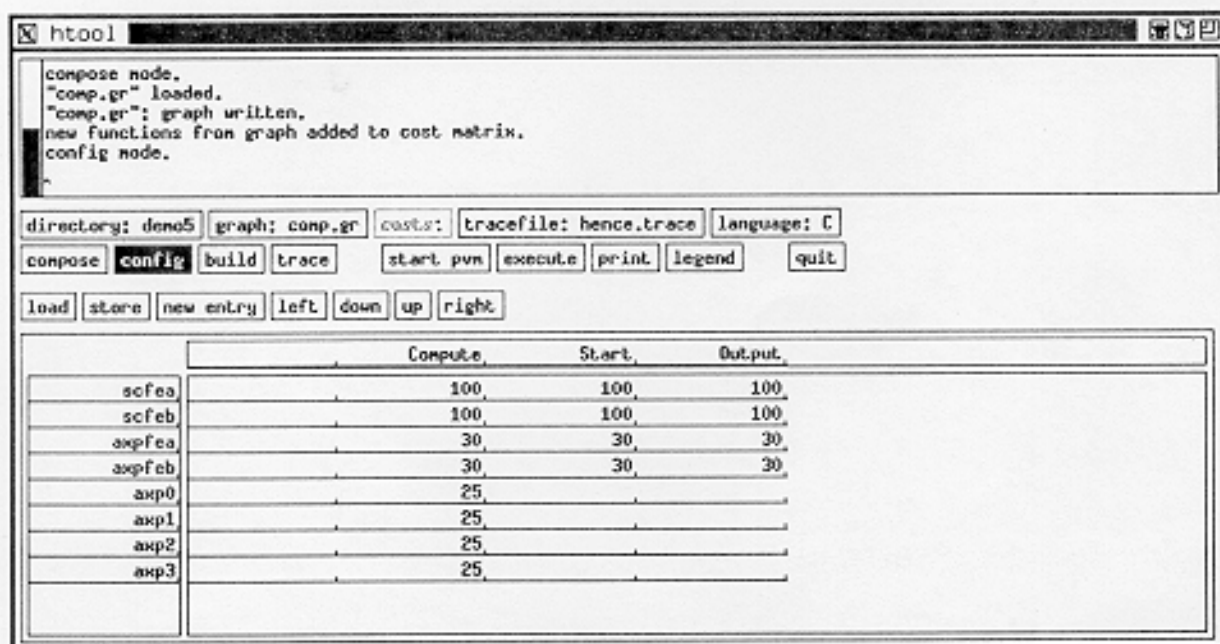 htool
compose mode.
"comp.gr" loaded.
"comp.gr": graph written.
new functions from graph added to cost matrix.
config mode.
^
directory: demo5 graph: comp.gr costs: tracefile: hence.trace language: C
compose config build trace start pvm execute print legend quit
load store new entry left down up right
Compute Start Output
scfea 100 100 100
scfeb 100 100 100
axpfea 30 30 30
axpfeb 30 30 30
axp0 25
axp1 25
axp2 25
axp3 25